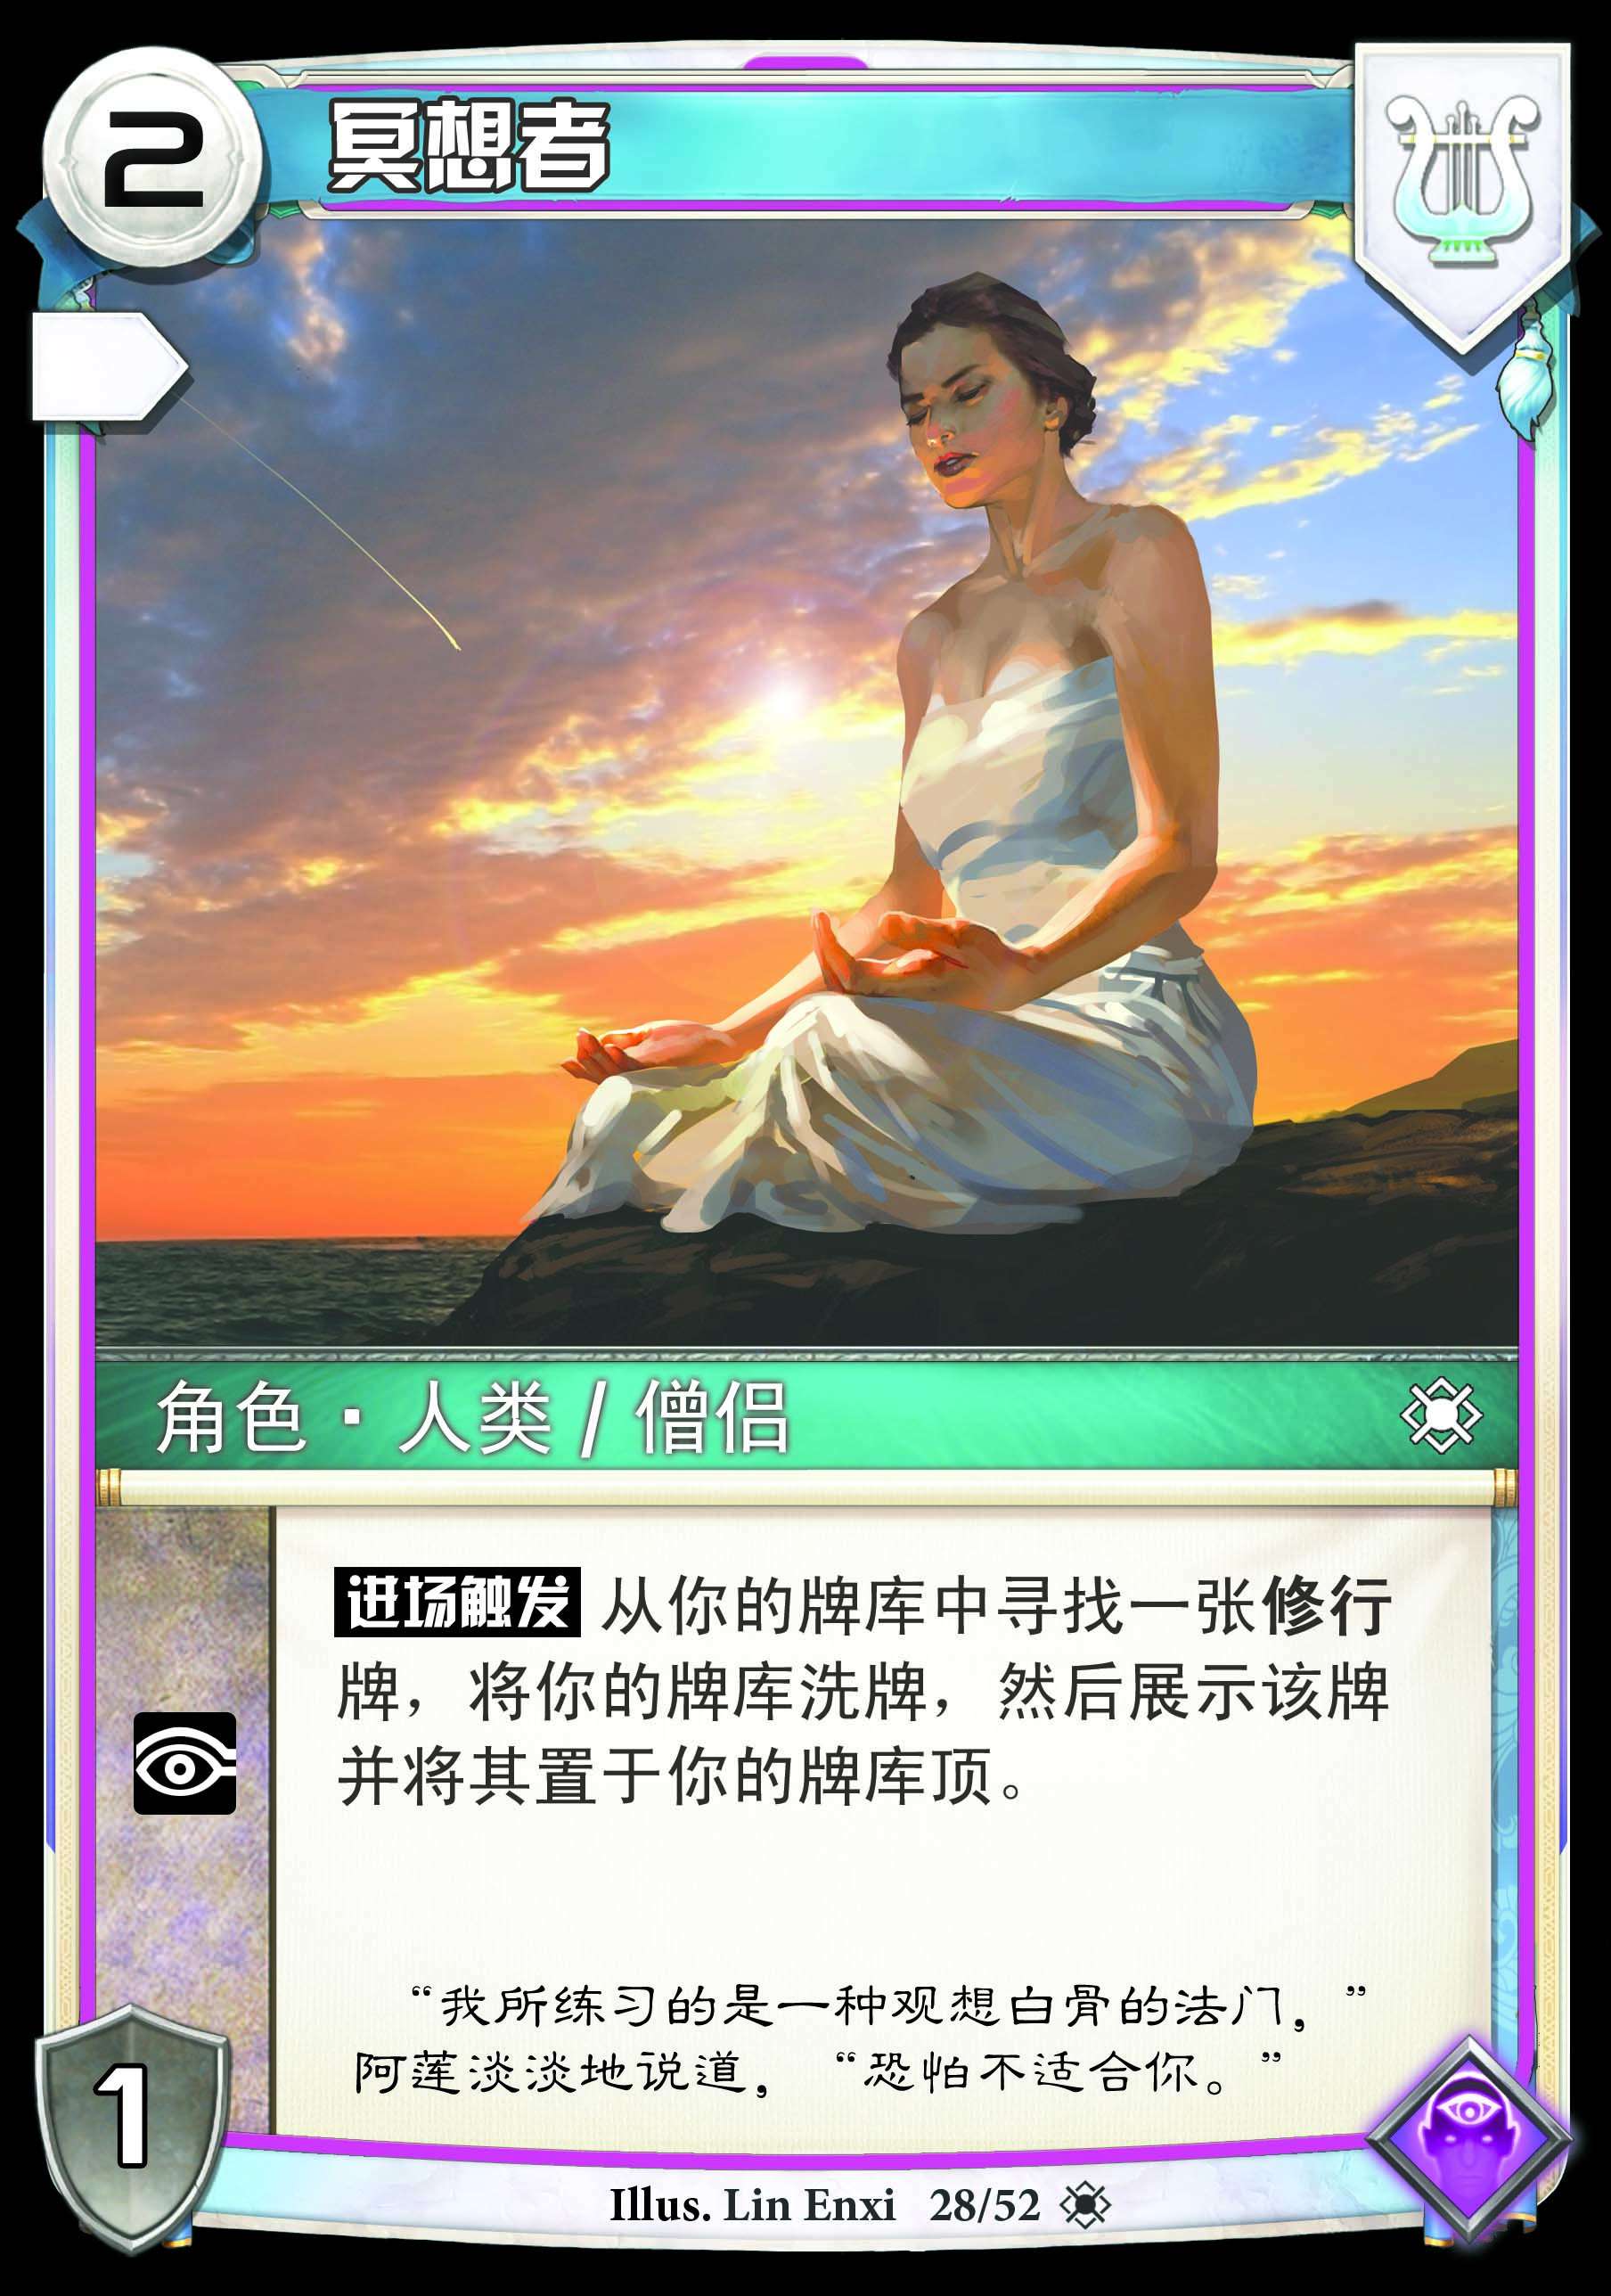 2
冥想者
角色·人类/僧侣
进场触发 从你的牌库中寻找一张修行
牌，将你的牌库洗牌，然后展示该牌
并将其置于你的牌库顶。
“我所练习的是一种观想白骨的法门，”
阿莲淡淡地说道，“恐怕不适合你。”
1
Illus. Lin Enxi 28/52